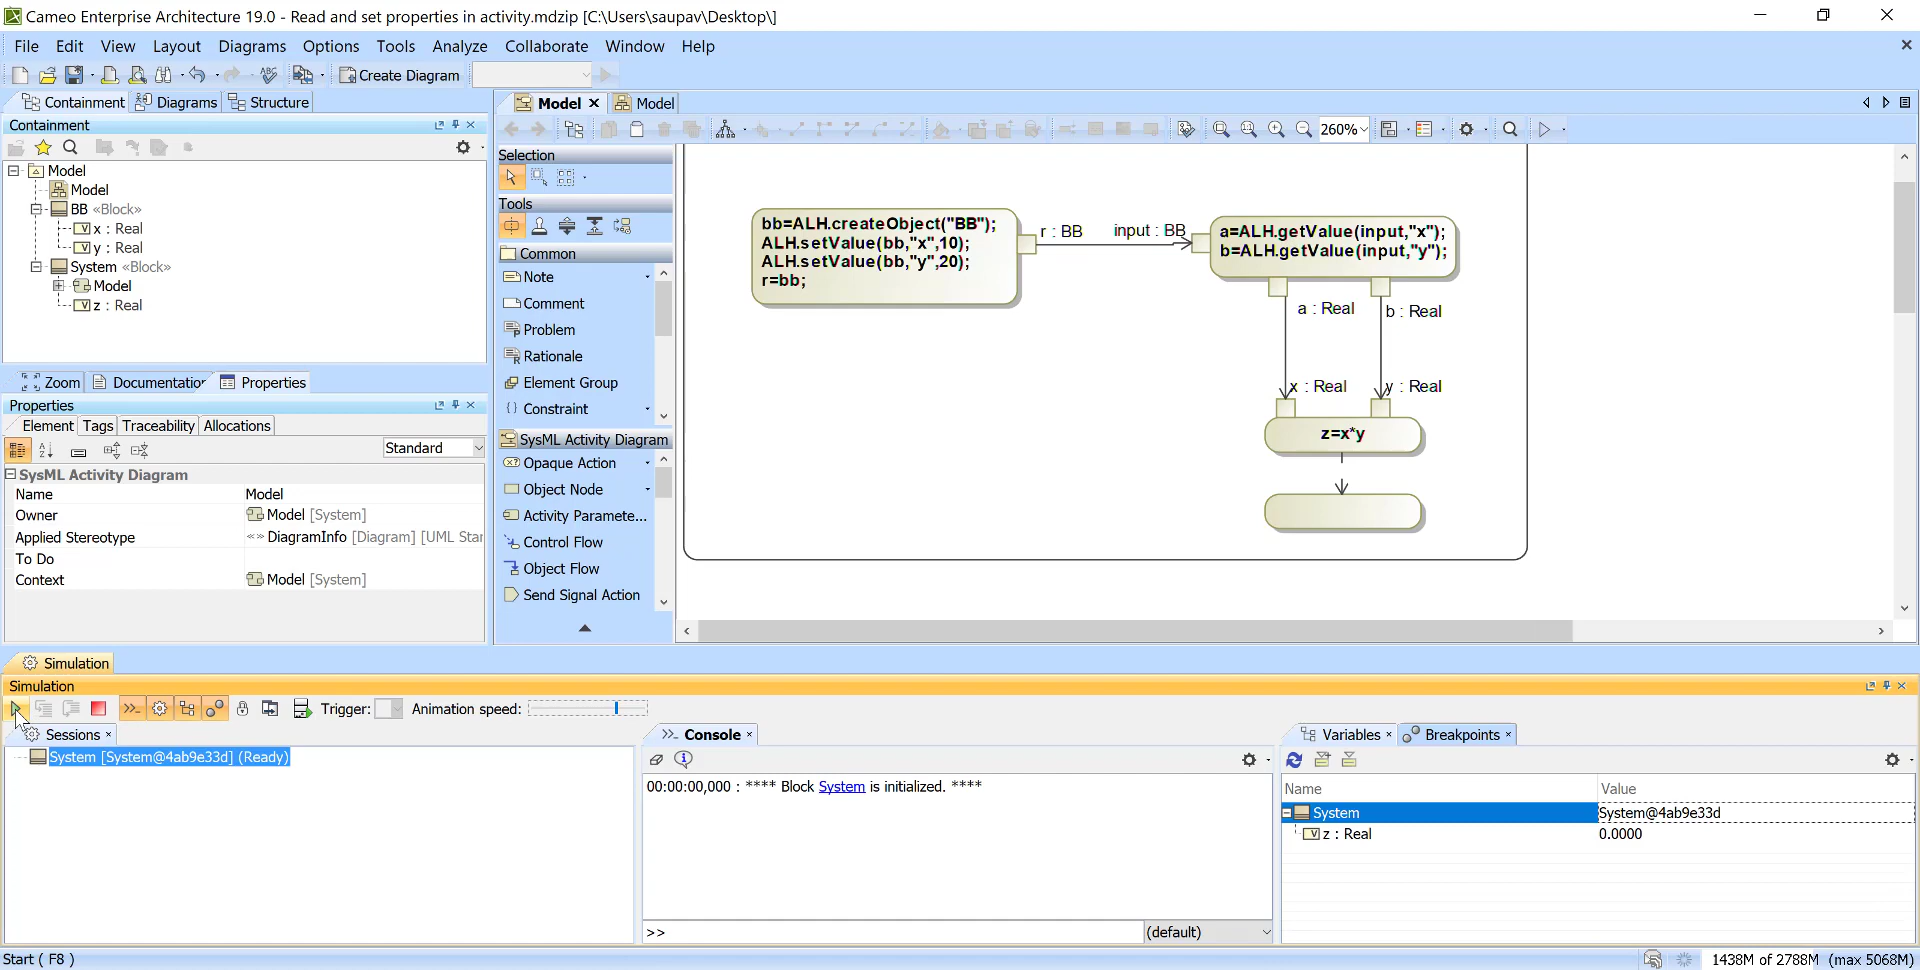 Cameo Enterprise Architecture 19.0 - Read and set properties in activity.mdzip [C:\Users\saupav\Desktop\]
File Edit View Layout Diagrams Options Tools Analyze Collaborate Window Help
Create Diagram
Containment Diagrams Structure
Containment
Model
Model
BB «Block»
x : Real
y : Real
System «Block»
Model
z : Real
Zoom Documentation Properties
Properties
Element Tags Traceability Allocations
Standard
SysML Activity Diagram
Name Model
Owner Model [System]
Applied Stereotype «» DiagramInfo [Diagram] [UML Star
To Do
Context Model [System]
Model Model
260%
Selection
Tools
Common
Note
Comment
Problem
Rationale
Element Group
{} Constraint
SysML Activity Diagram
Opaque Action
Object Node
Activity Paramete...
Control Flow
Object Flow
Send Signal Action
bb=ALH.createObject("BB");
ALH.setValue(bb,"x",10);
ALH.setValue(bb,"y",20);
r=bb;
r : BB
input : BB
a=ALH.getValue(input,"x");
b=ALH.getValue(input,"y");
a : Real
b : Real
x : Real
y : Real
z=x*y
Simulation
Simulation
Trigger: Animation speed:
Sessions
System [System@4ab9e33d] (Ready)
Console
00:00:00,000 : **** Block System is initialized. ****
>>
(default)
Variables Breakpoints
Name Value
System System@4ab9e33d
z : Real 0.0000
Start ( F8 )
1438M of 2788M (max 5068M)